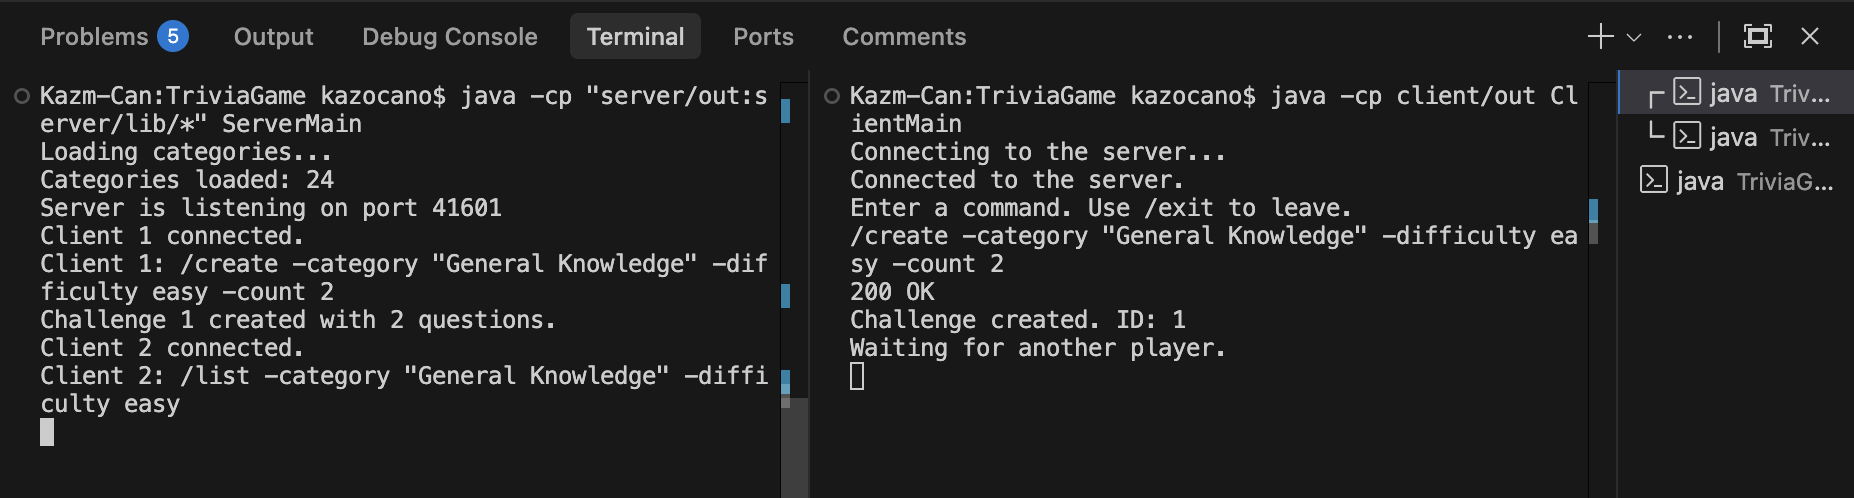 Problems 5 Output Debug Console Terminal Ports Comments
Kazm-Can:TriviaGame kazocano$ java -cp "server/out:s
erver/lib/*" ServerMain
Loading categories...
Categories loaded: 24
Server is listening on port 41601
Client 1 connected.
Client 1: /create -category "General Knowledge" -dif
ficulty easy -count 2
Challenge 1 created with 2 questions.
Client 2 connected.
Client 2: /list -category "General Knowledge" -diffi
culty easy
Kazm-Can:TriviaGame kazocano$ java -cp client/out Cl
ientMain
Connecting to the server...
Connected to the server.
Enter a command. Use /exit to leave.
/create -category "General Knowledge" -difficulty ea
sy -count 2
200 OK
Challenge created. ID: 1
Waiting for another player.
java Triv...
java Triv...
java TriviaG...